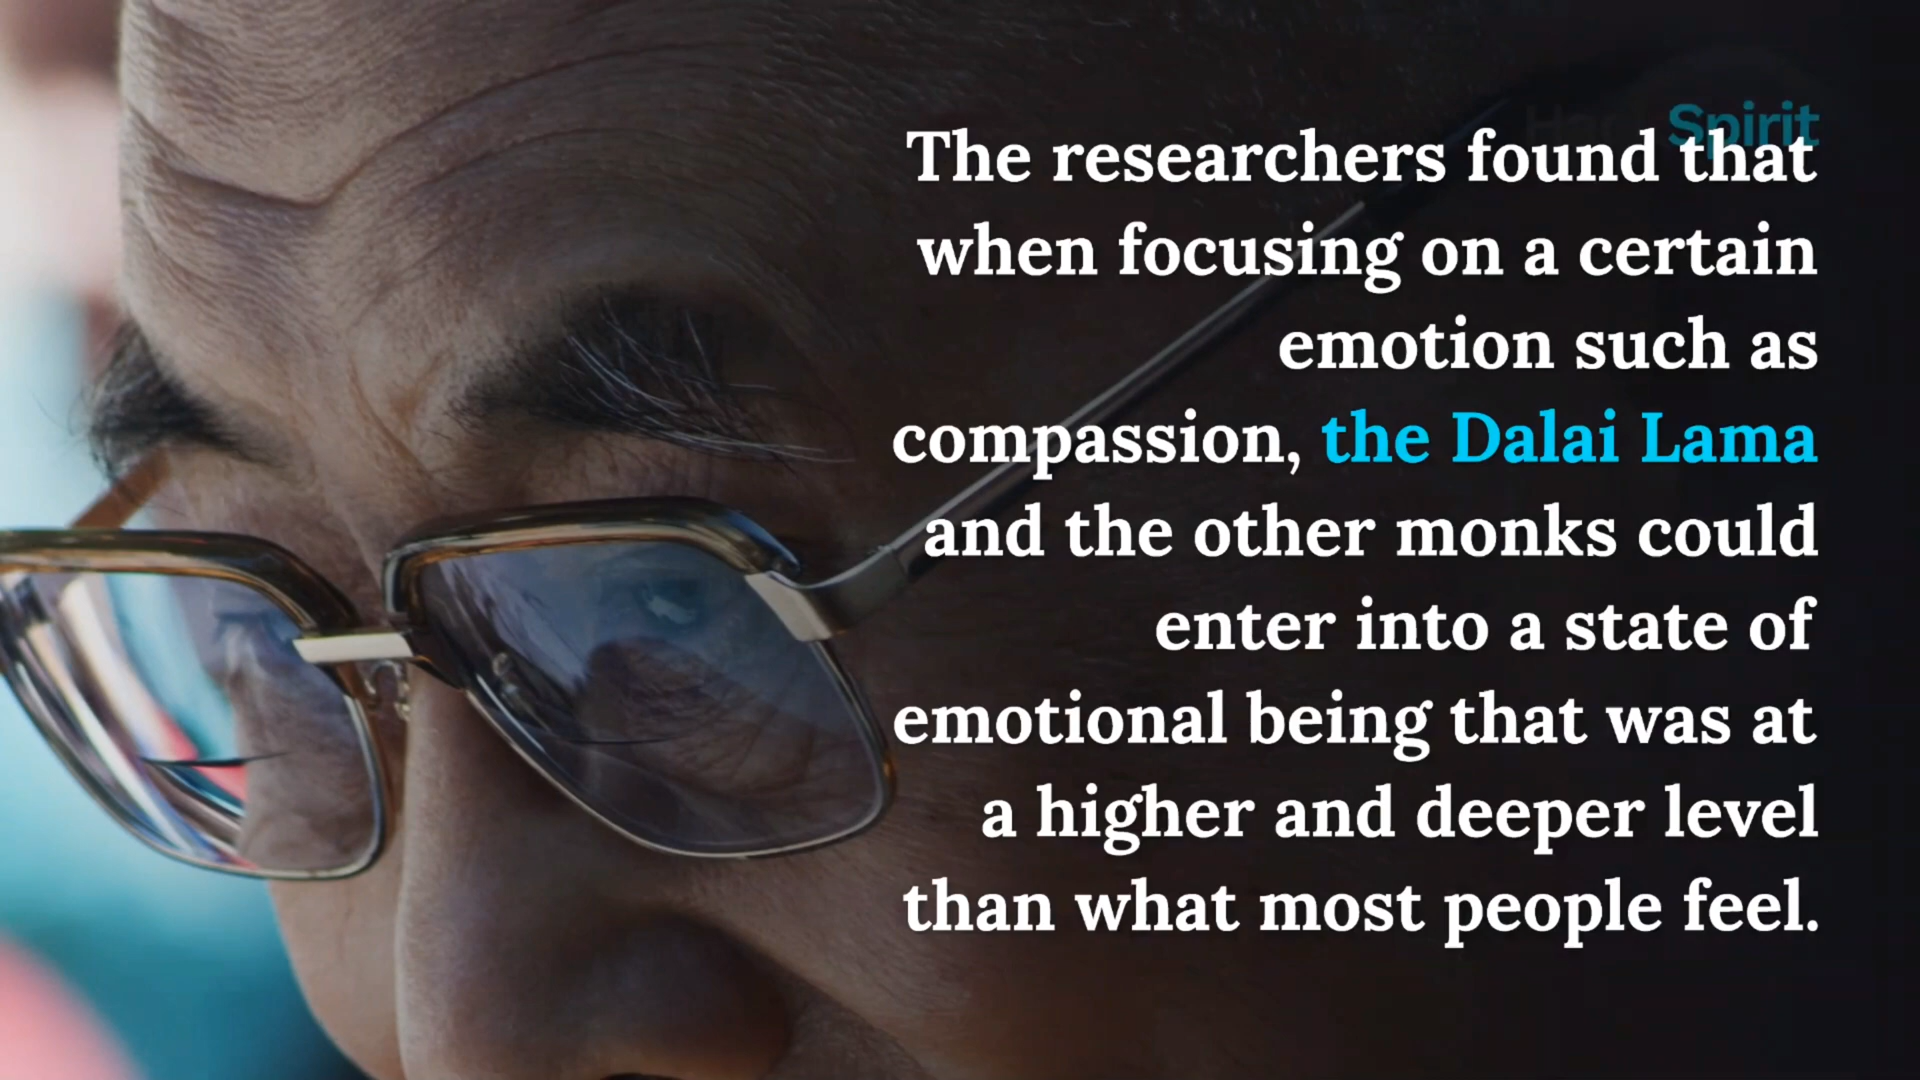 Hack Spirit
The researchers found that
when focusing on a certain
emotion such as
compassion, the Dalai Lama
and the other monks could
enter into a state of
emotional being that was at
a higher and deeper level
than what most people feel.